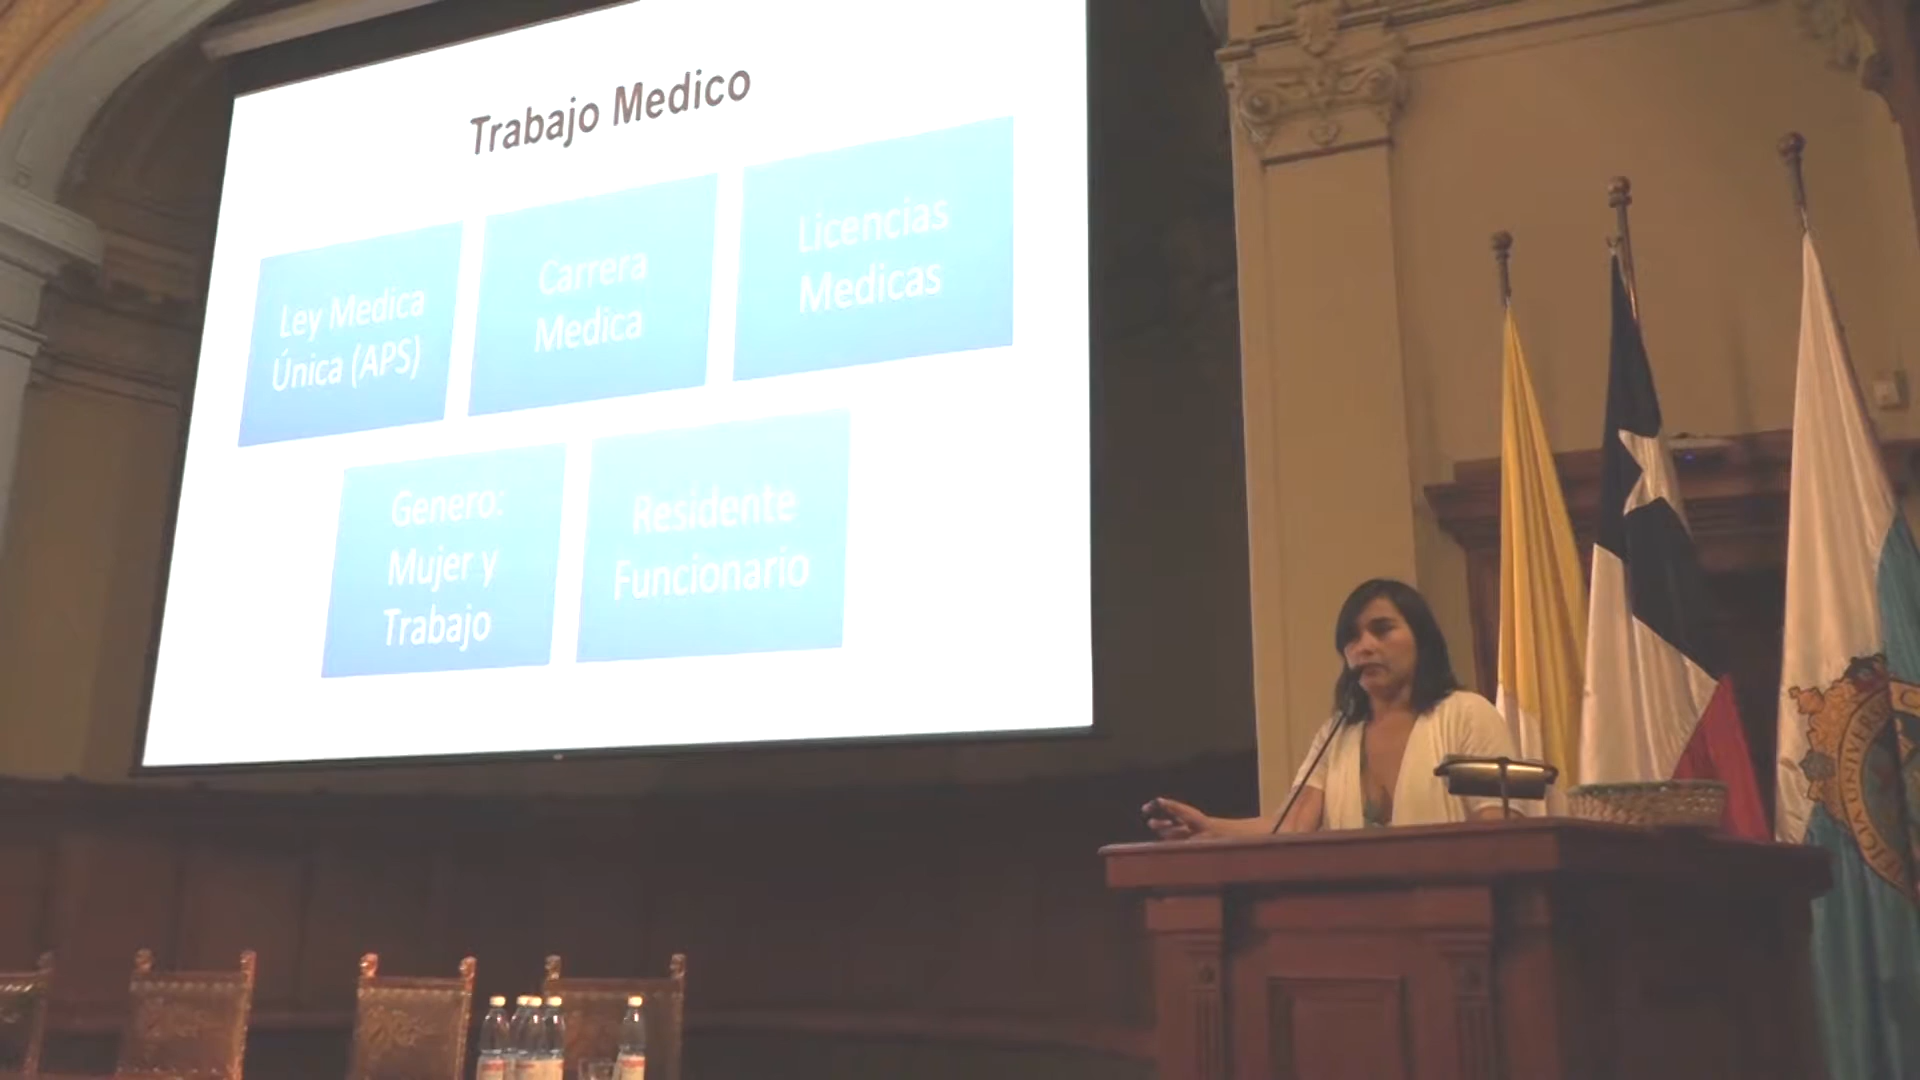 Trabajo Medico
Ley Medica
Única (APS)
Carrera
Medica
Licencias
Medicas
Genero:
Mujer y
Trabajo
Residente
Funcionario